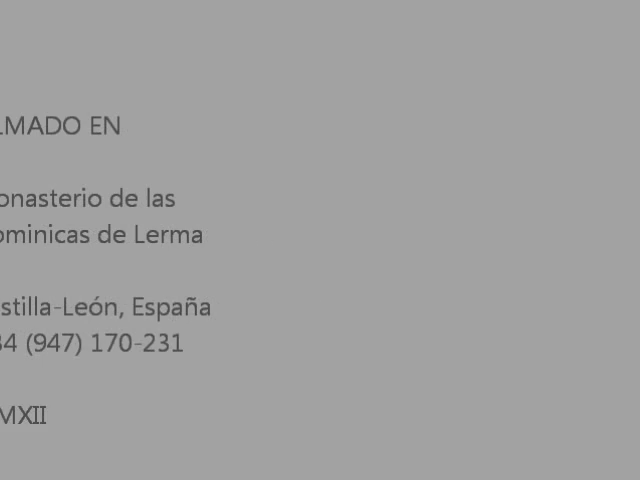 LMADO EN
onasterio de las
ominicas de Lerma
stilla-León, España
34 (947) 170-231
MXII